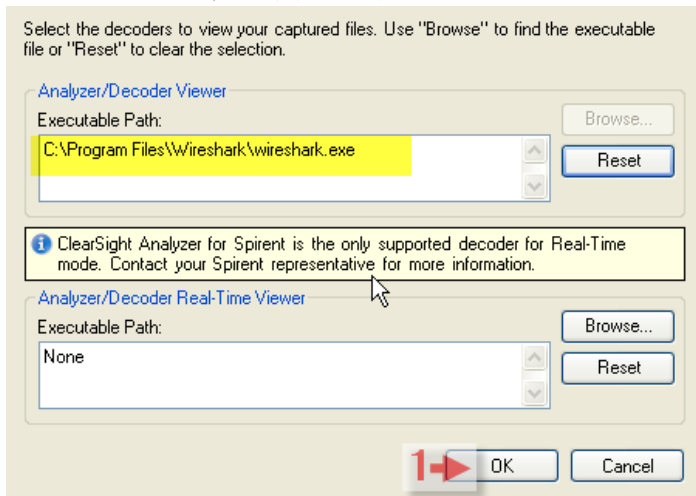 Select the decoders to view your captured files. Use "Browse" to find the executable
file or "Reset" to clear the selection.
Analyzer/Decoder Viewer
Executable Path:
Browse...
C:\Program Files\Wireshark\wireshark.exe
Reset
ClearSight Analyzer for Spirent is the only supported decoder for Real-Time
mode. Contact your Spirent representative for more information.
Analyzer/Decoder Real-Time Viewer
Executable Path:
Browse...
None
Reset
1
OK
Cancel